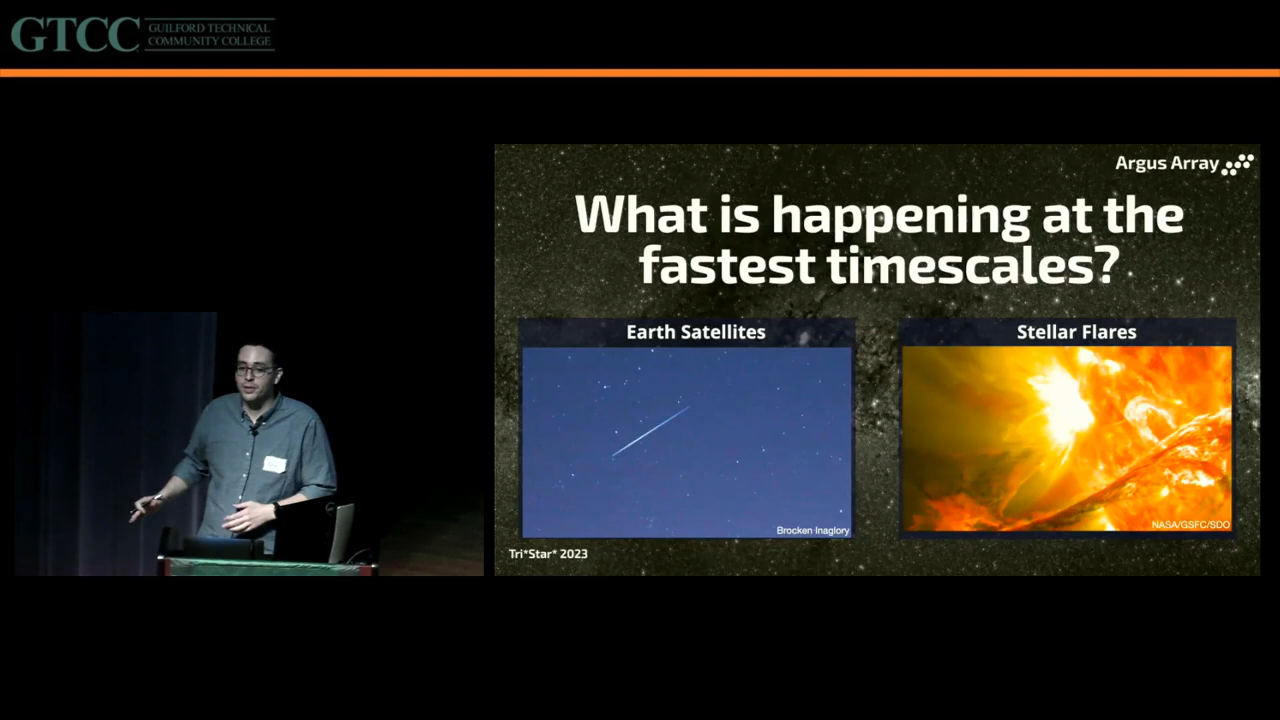 GTCC GUILFORD TECHNICAL
COMMUNITY COLLEGE
Argus Array
What is happening at the
fastest timescales?
Earth Satellites
Stellar Flares
Brocken Inaglory
NASA/GSFC/SDO
Tri*Star* 2023